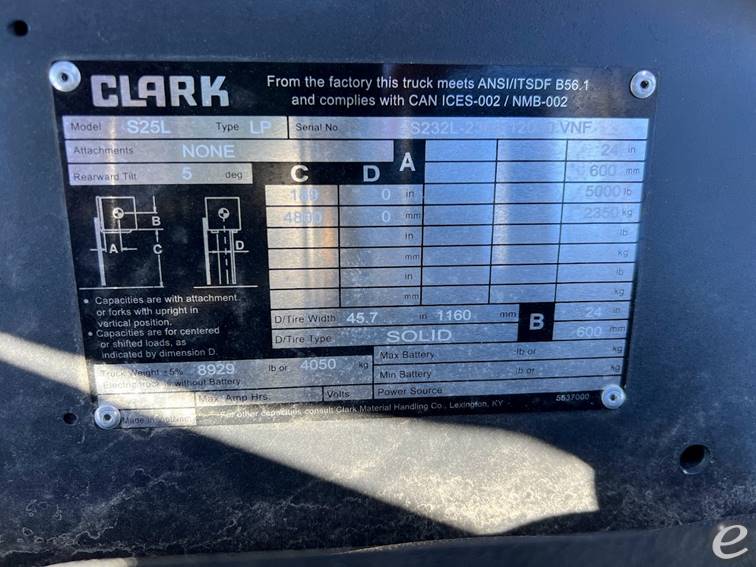 CLARK
From the factory this truck meets ANSI/ITSDF B56.1
and complies with CAN ICES-002 / NMB-002
Model S25L Type LP Serial No. VNF
Attachments NONE 24 in
Rearward Tilt 5 deg C D A 600 mm
0 in 5000 lb
0 mm 2350 kg
in lb
mm kg
in lb
mm kg
B
A C
D
• Capacities are with attachment
or forks with upright in
vertical position.
• Capacities are for centered
or shifted loads, as
indicated by dimension D.
D/Tire Width 45.7 in 1160 mm B 24 in
D/Tire Type SOLID 600 mm
Max Battery lb or kg
Truck Weight ±5% 8929 lb or 4050 kg Min Battery lb or kg
Electric truck is without Battery
Max. Amp Hrs. Volts Power Source
Made in
For other capacities consult Clark Material Handling Co., Lexington, KY 5637000
e